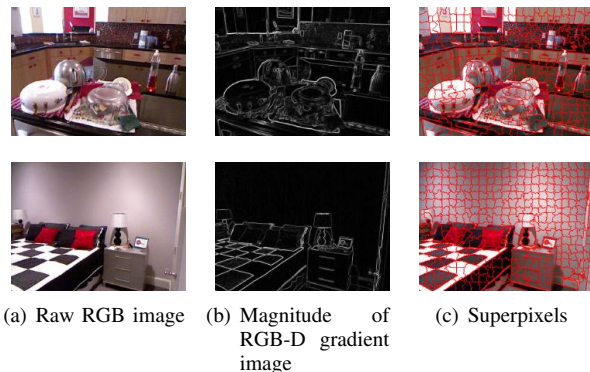 (a) Raw RGB image (b) Magnitude of (c) Superpixels
RGB-D gradient
image